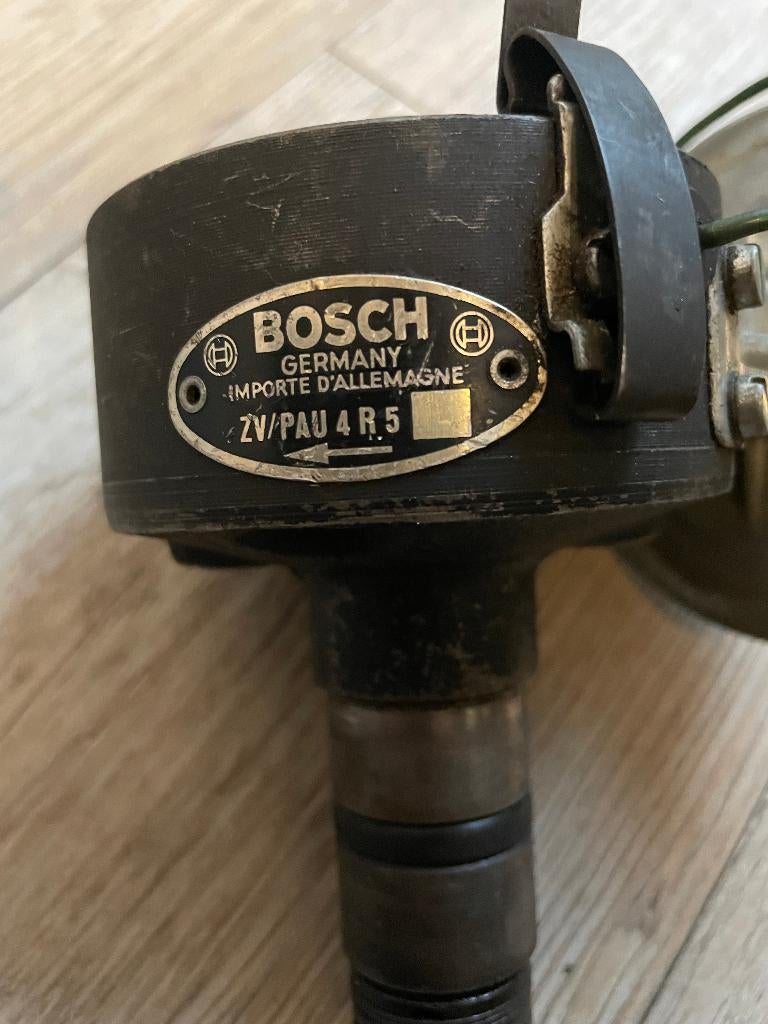 BOSCH
GERMANY
IMPORTE D'ALLEMAGNE
ZV/PAU 4 R 5